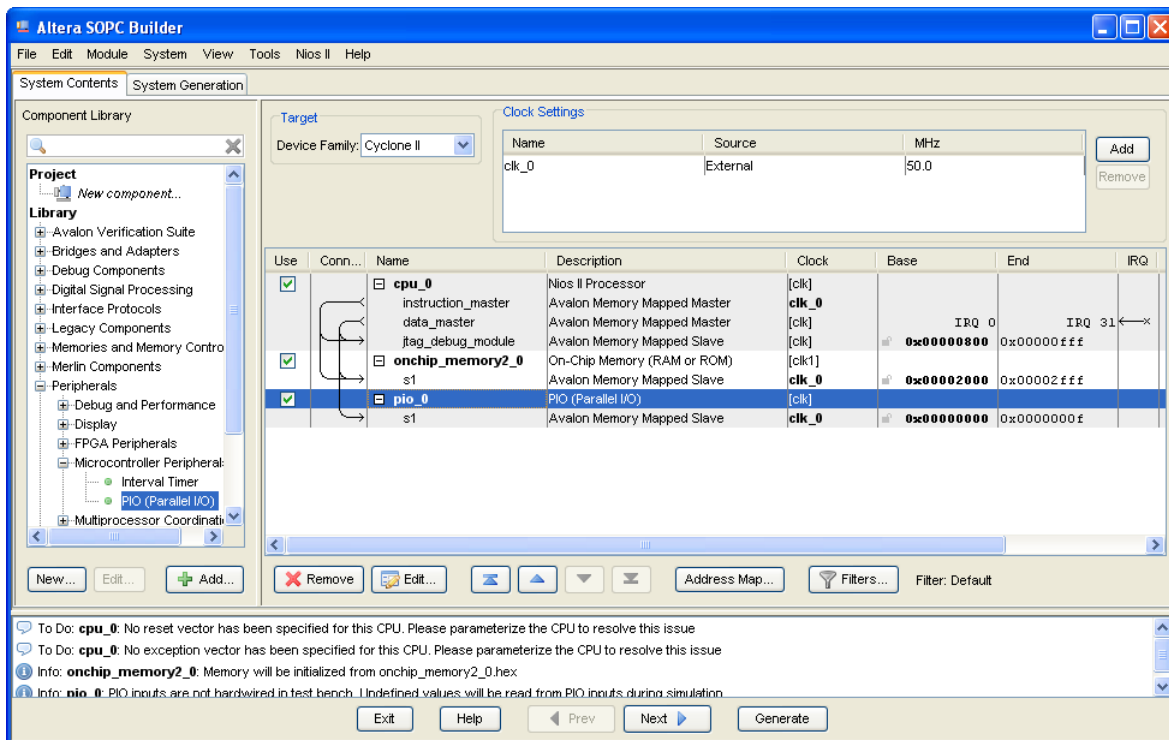 Altera SOPC Builder
File Edit Module System View Tools Nios II Help
System Contents System Generation
Component Library
Project
New component...
Library
Avalon Verification Suite
Bridges and Adapters
Debug Components
Digital Signal Processing
Interface Protocols
Legacy Components
Memories and Memory Contro
Merlin Components
Peripherals
Debug and Performance
Display
FPGA Peripherals
Microcontroller Peripheral
Interval Timer
PIO (Parallel I/O)
Multiprocessor Coordinati
New... Edit... Add...
Target
Device Family: Cyclone II
Clock Settings
Name Source MHz
clk_0 External 50.0
Add
Remove
Use Conn... Name Description Clock Base End IRQ
cpu_0 Nios II Processor [clk]
instruction_master Avalon Memory Mapped Master clk_0
data_master Avalon Memory Mapped Master [clk] IRQ 0 IRQ 31
jtag_debug_module Avalon Memory Mapped Slave [clk] 0x00000800 0x00000fff
onchip_memory2_0 On-Chip Memory (RAM or ROM) [clk1]
s1 Avalon Memory Mapped Slave clk_0 0x00002000 0x00002fff
pio_0 PIO (Parallel I/O) [clk]
s1 Avalon Memory Mapped Slave clk_0 0x00000000 0x0000000f
Remove Edit... Address Map... Filters... Filter: Default
To Do: cpu_0: No reset vector has been specified for this CPU. Please parameterize the CPU to resolve this issue
To Do: cpu_0: No exception vector has been specified for this CPU. Please parameterize the CPU to resolve this issue
Info: onchip_memory2_0: Memory will be initialized from onchip_memory2_0.hex
Info: pio_0: PIO inputs are not hardwired in test bench. Undefined values will be read from PIO inputs during simulation
Exit Help Prev Next Generate